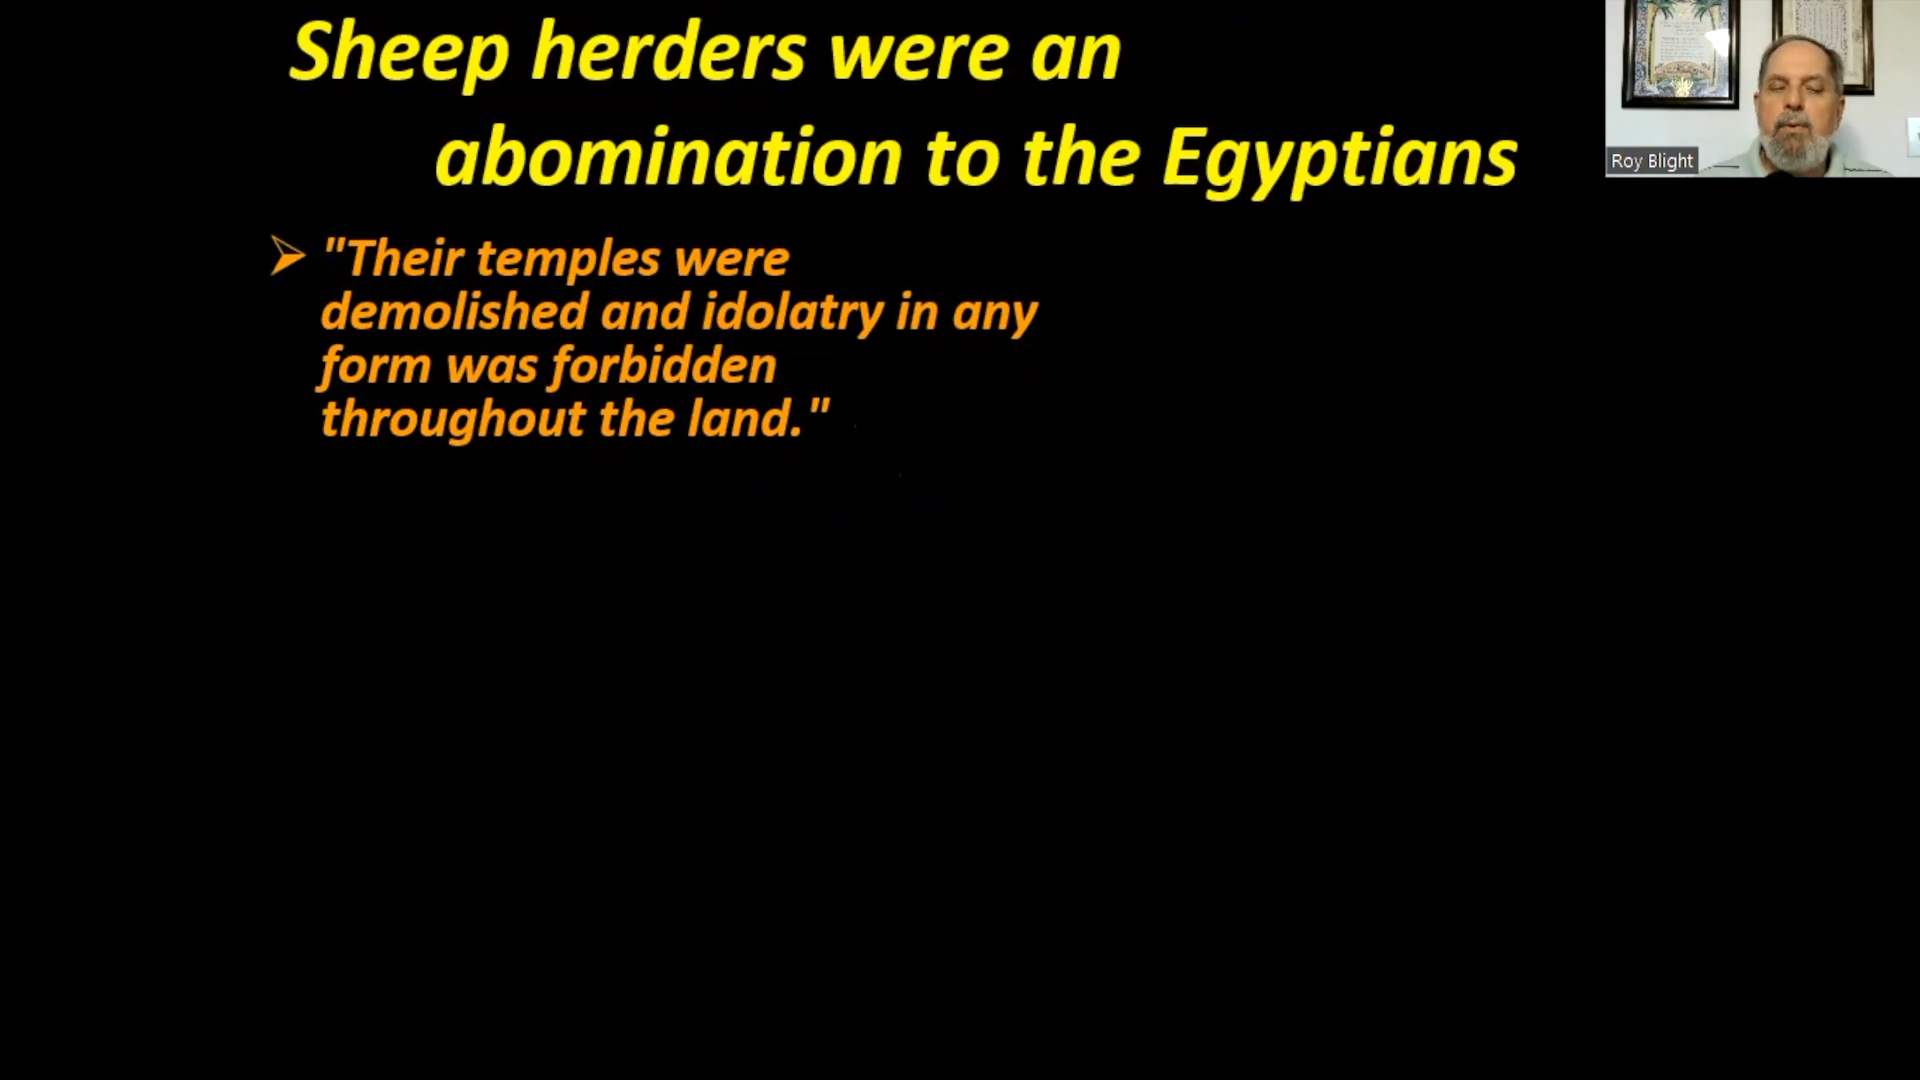 Sheep herders were an
abomination to the Egyptians
"Their temples were
demolished and idolatry in any
form was forbidden
throughout the land."
Roy Blight